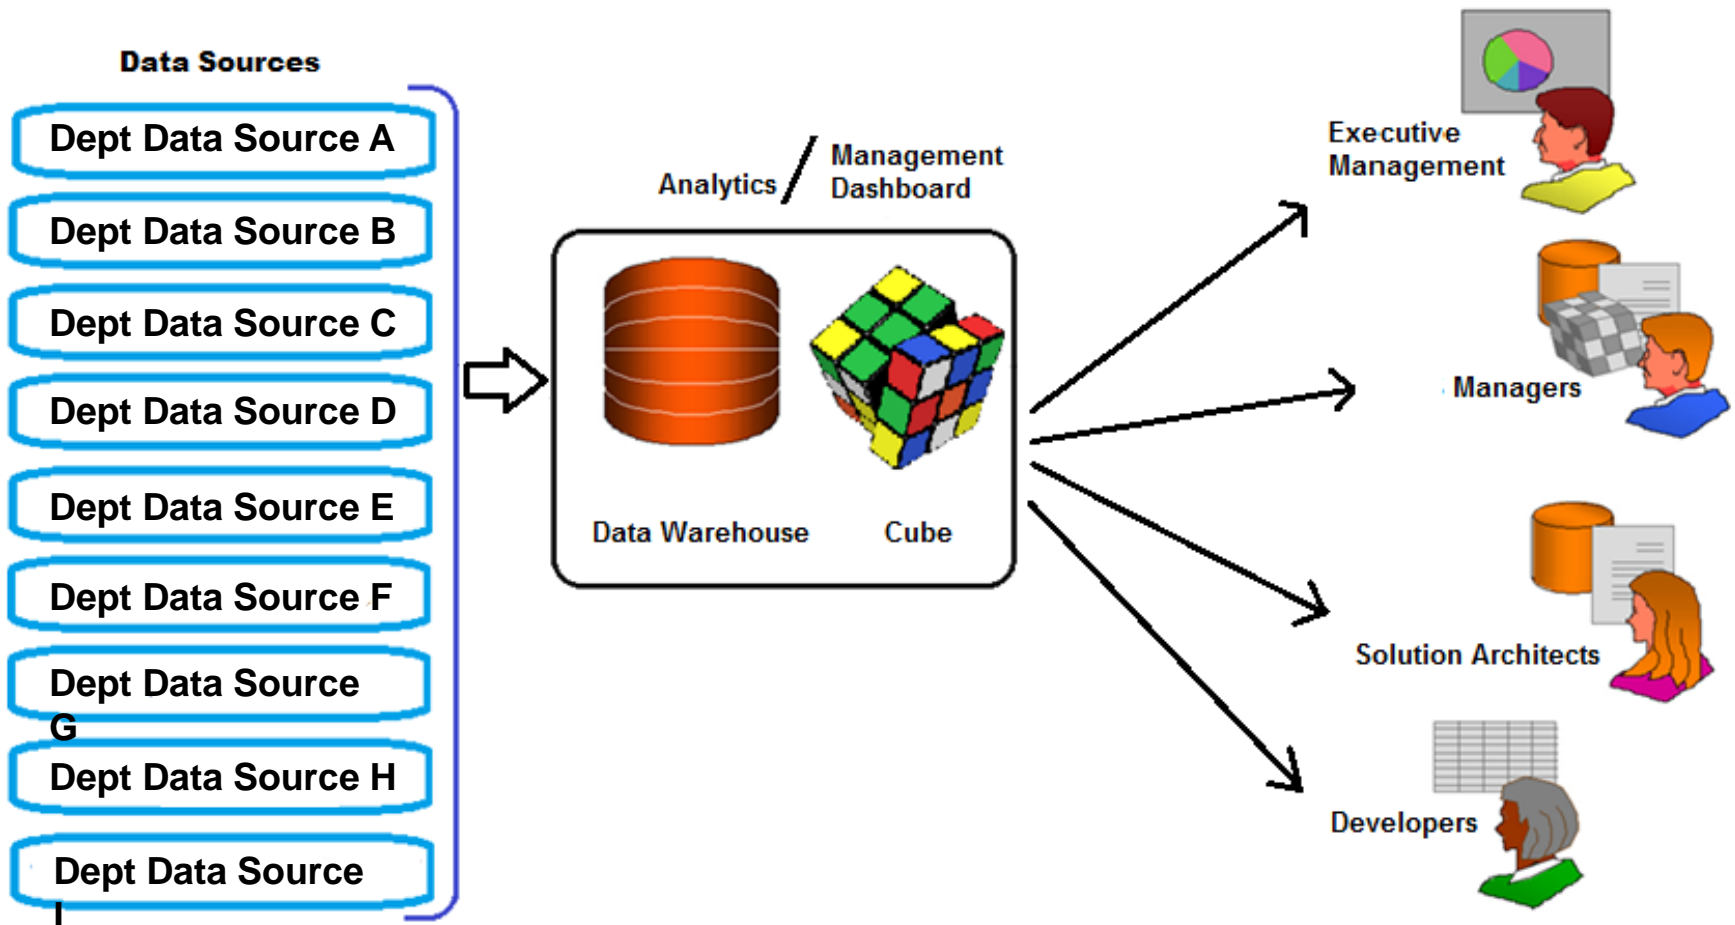 Data Sources
Dept Data Source A
Dept Data Source B
Dept Data Source C
Dept Data Source D
Dept Data Source E
Dept Data Source F
Dept Data Source
G
Dept Data Source H
Dept Data Source
I
Analytics /
Management
Dashboard
Data Warehouse
Cube
Executive
Management
Managers
Solution Architects
Developers